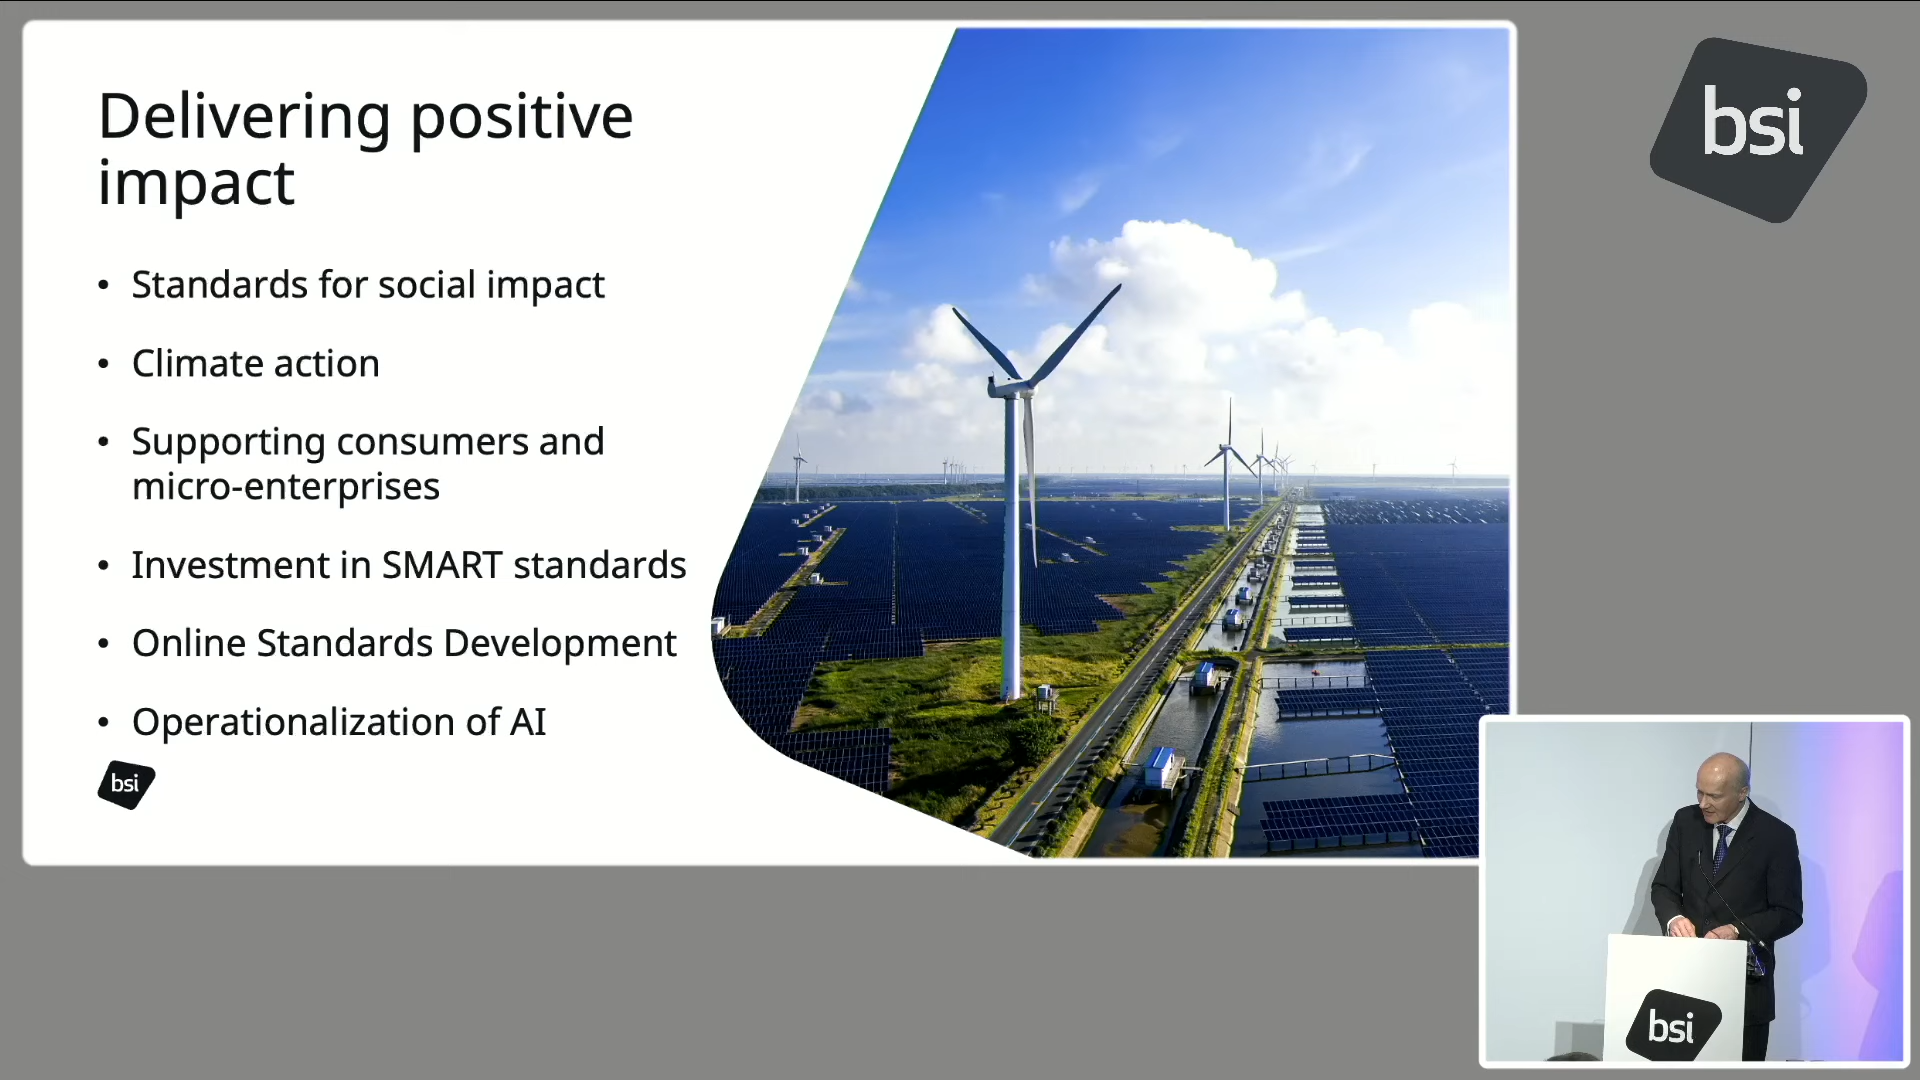 Delivering positive
impact
• Standards for social impact
• Climate action
• Supporting consumers and
micro-enterprises
• Investment in SMART standards
• Online Standards Development
• Operationalization of AI
bsi
bsi
bsi